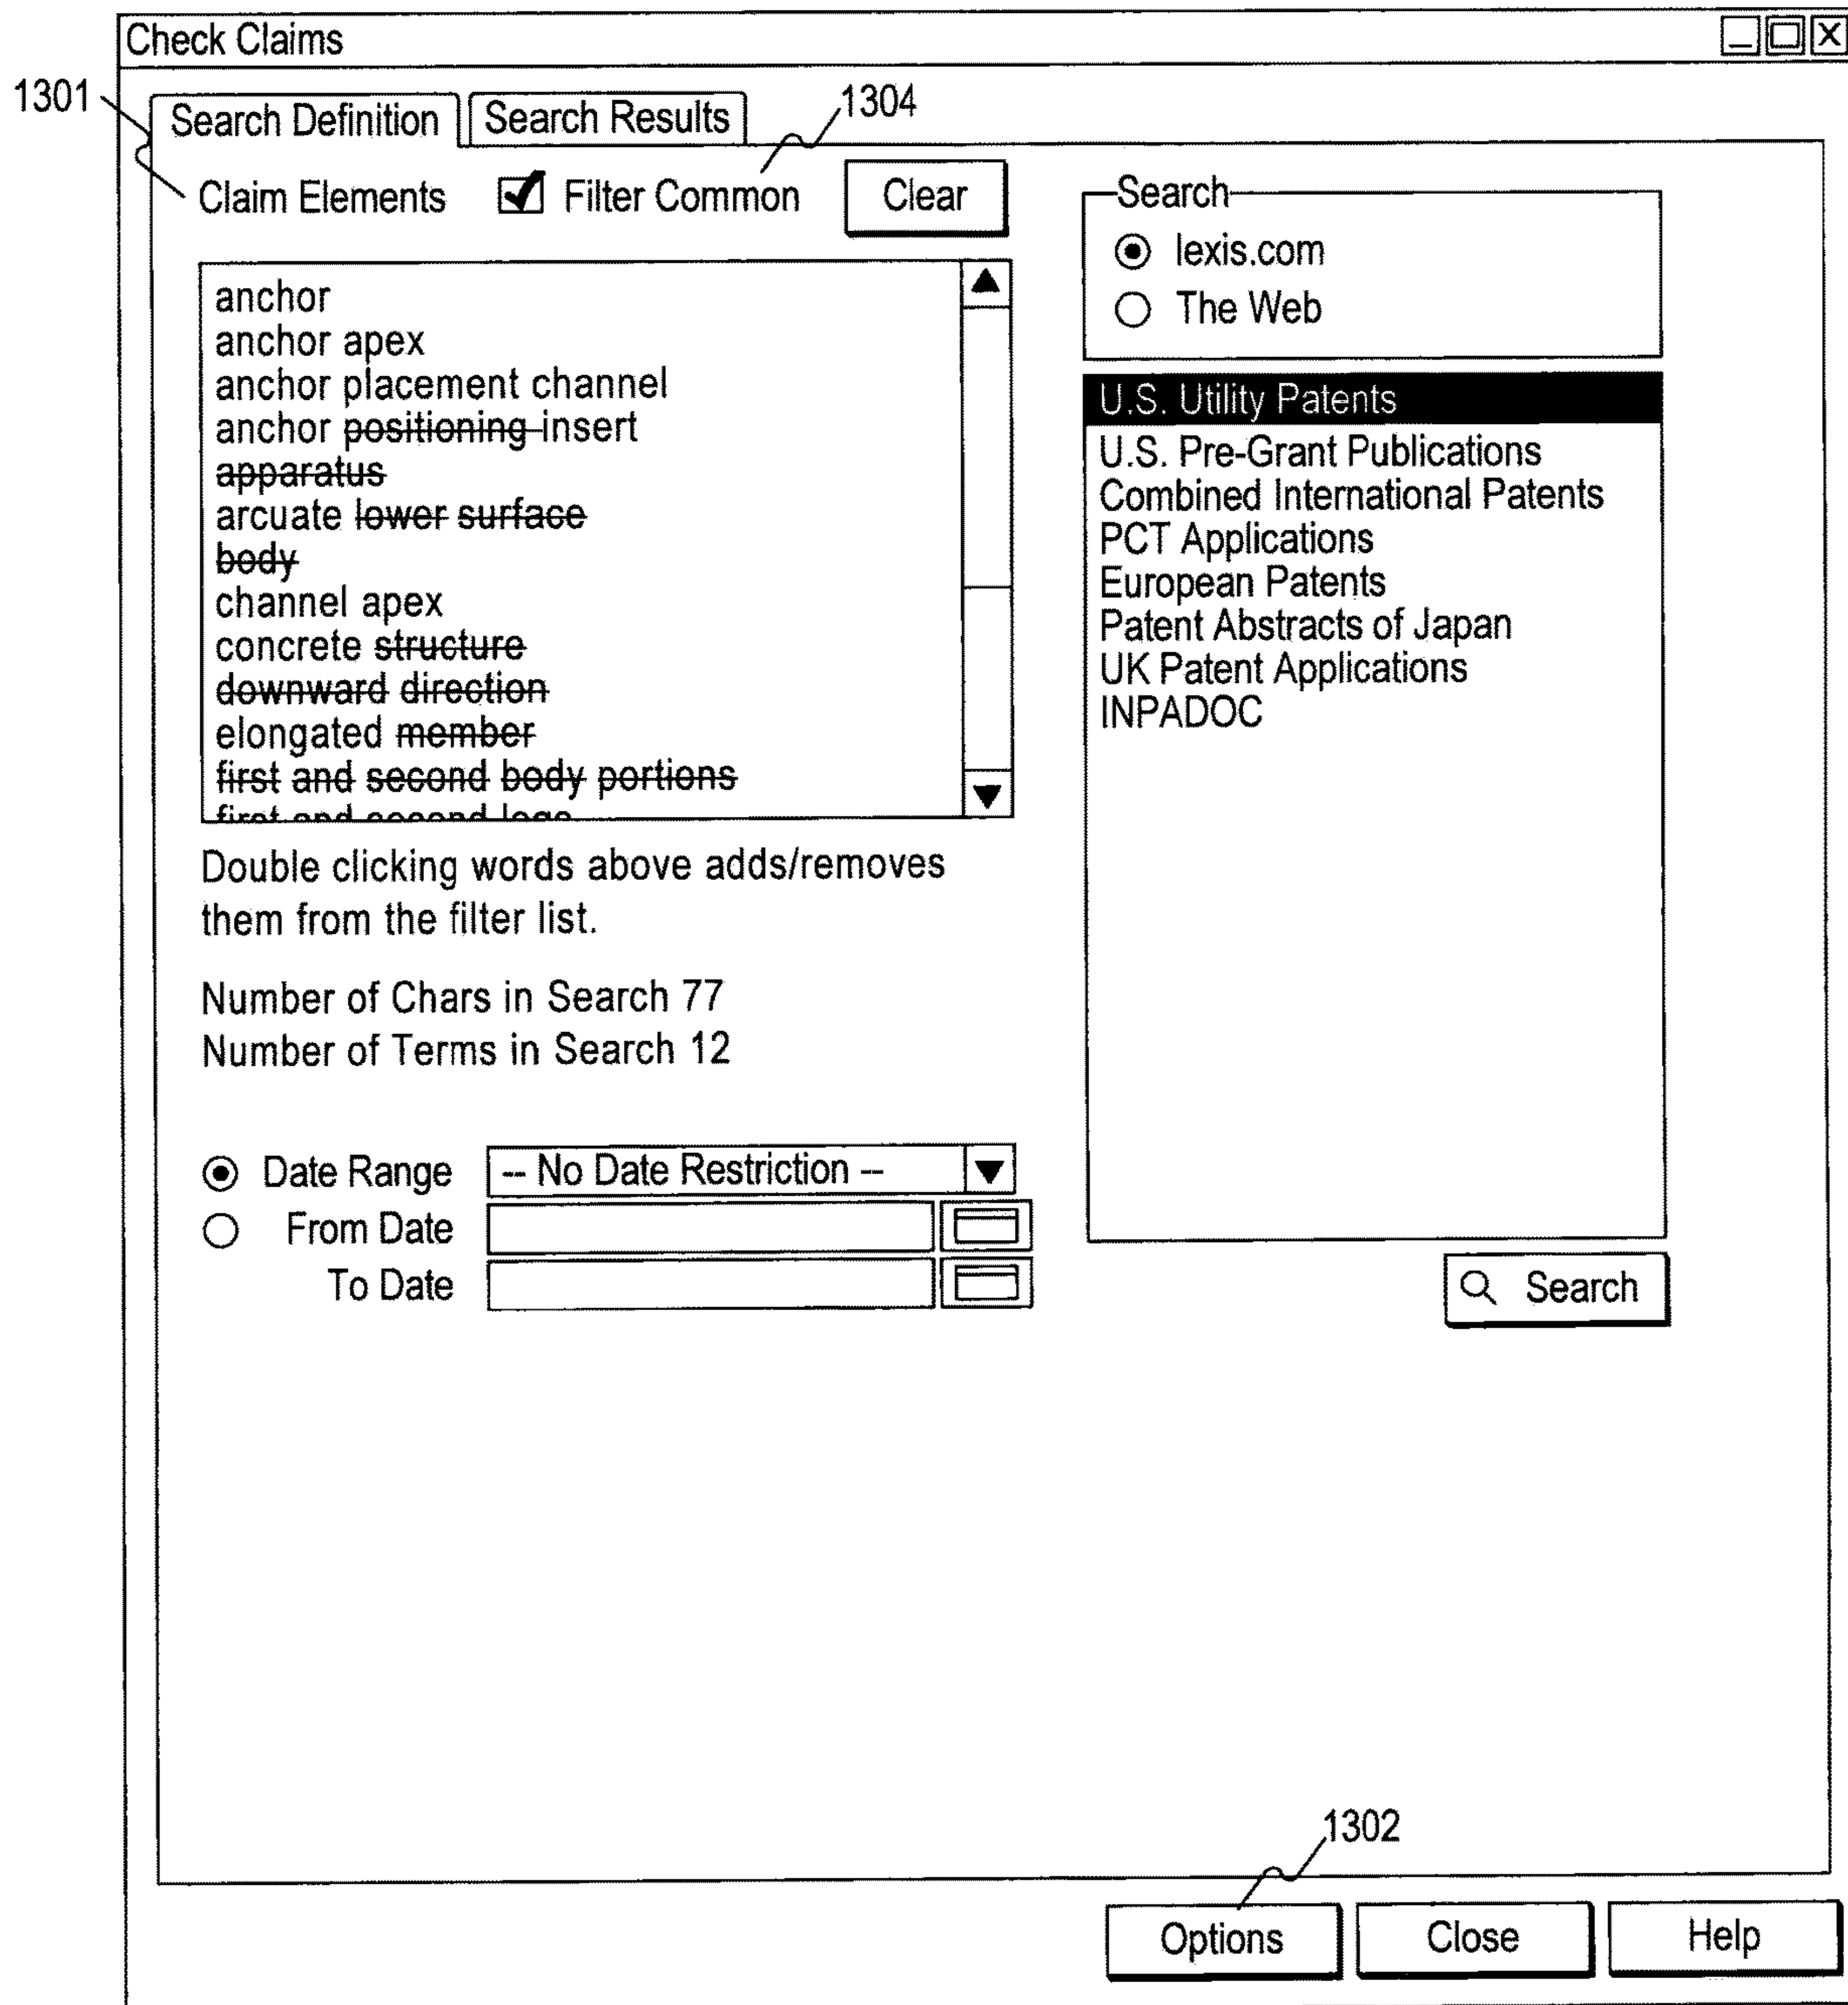 Check Claims
1301
Search Definition
Search Results
1304
Claim Elements
Filter Common
Clear
anchor
anchor apex
anchor placement channel
anchor positioning insert
apparatus
arcuate lower surface
body
channel apex
concrete structure
downward direction
elongated member
first and second body portions
first and second legs
Double clicking words above adds/removes
them from the filter list.
Number of Chars in Search 77
Number of Terms in Search 12
Date Range
-- No Date Restriction --
From Date
To Date
Search
lexis.com
The Web
U.S. Utility Patents
U.S. Pre-Grant Publications
Combined International Patents
PCT Applications
European Patents
Patent Abstracts of Japan
UK Patent Applications
INPADOC
Search
1302
Options
Close
Help